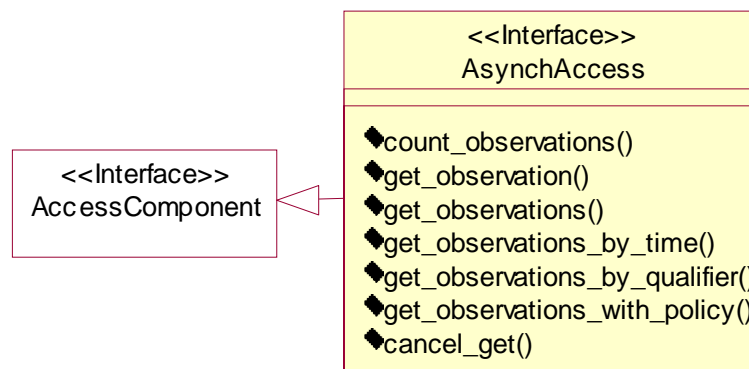 <<Interface>>
AccessComponent
<<Interface>>
AsynchAccess
count_observations()
get_observation()
get_observations()
get_observations_by_time()
get_observations_by_qualifier()
get_observations_with_policy()
cancel_get()